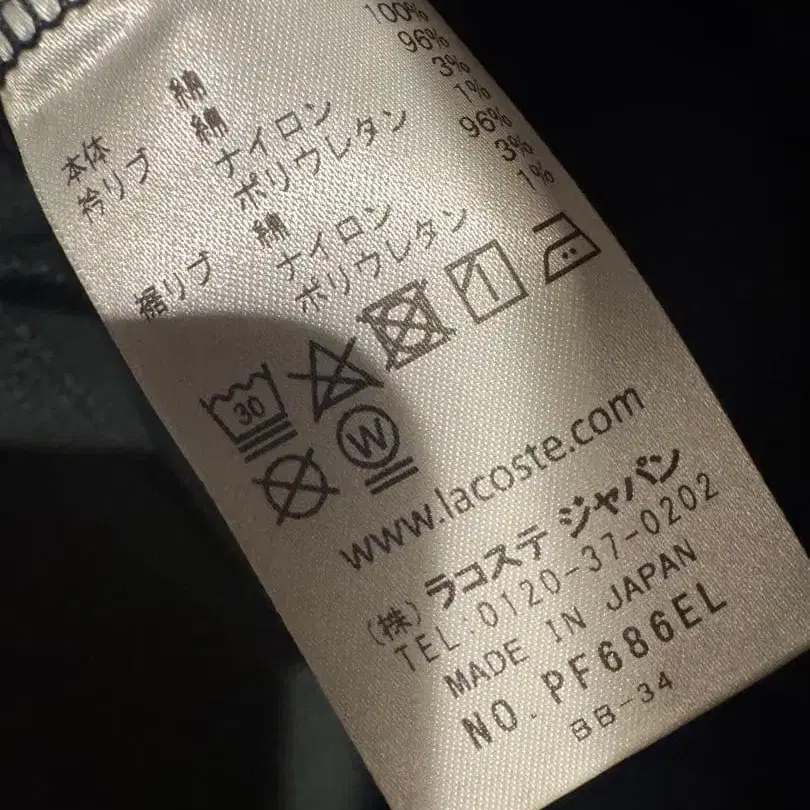 本体 綿 100%
衿リブ 綿 96%
ナイロン 3%
ポリウレタン 1%
裾リブ 綿 96%
ナイロン 3%
ポリウレタン 1%
30
W
www.lacoste.com
(株) ラコステ ジャパン
TEL:0120-37-0202
MADE IN JAPAN
NO. PF686EL
BB-34